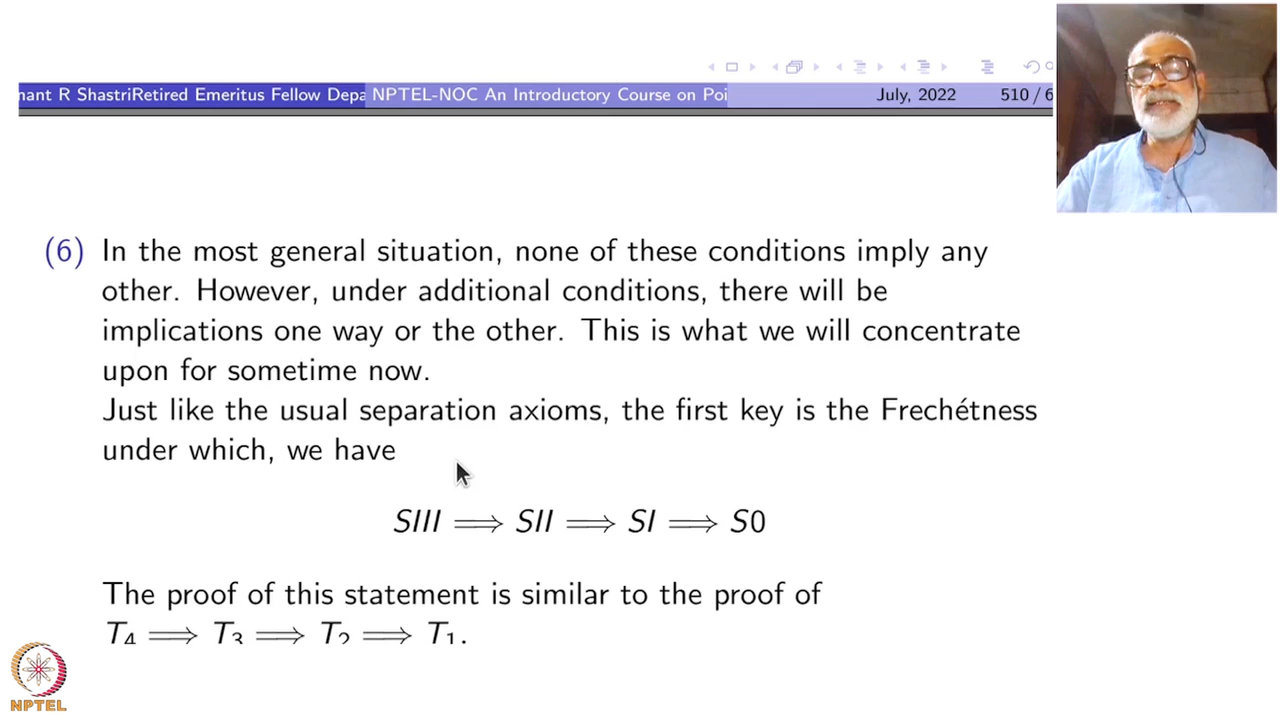 nant R ShastriRetired Emeritus Fellow Depa NPTEL-NOC An Introductory Course on Poi July, 2022 510 / 6
(6) In the most general situation, none of these conditions imply any
other. However, under additional conditions, there will be
implications one way or the other. This is what we will concentrate
upon for sometime now.
Just like the usual separation axioms, the first key is the Frechétness
under which, we have
SIII ⟹ SII ⟹ SI ⟹ S0
The proof of this statement is similar to the proof of
T₄ ⟹ T₃ ⟹ T₂ ⟹ T₁.
NPTEL